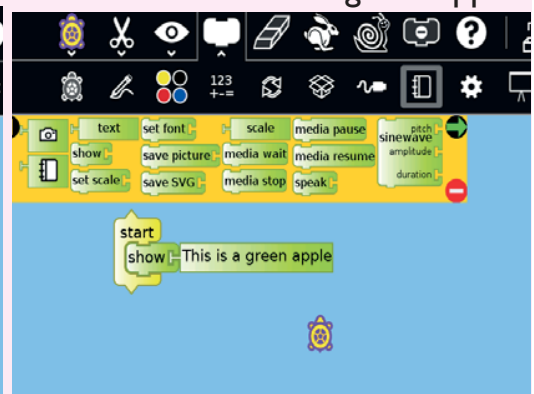 123
+-=
?
text
set font
scale
media pause
pitch
sinewave
amplitude
duration
show
save picture
media wait
media resume
set scale
save SVG
media stop
speak
start
show
This is a green apple